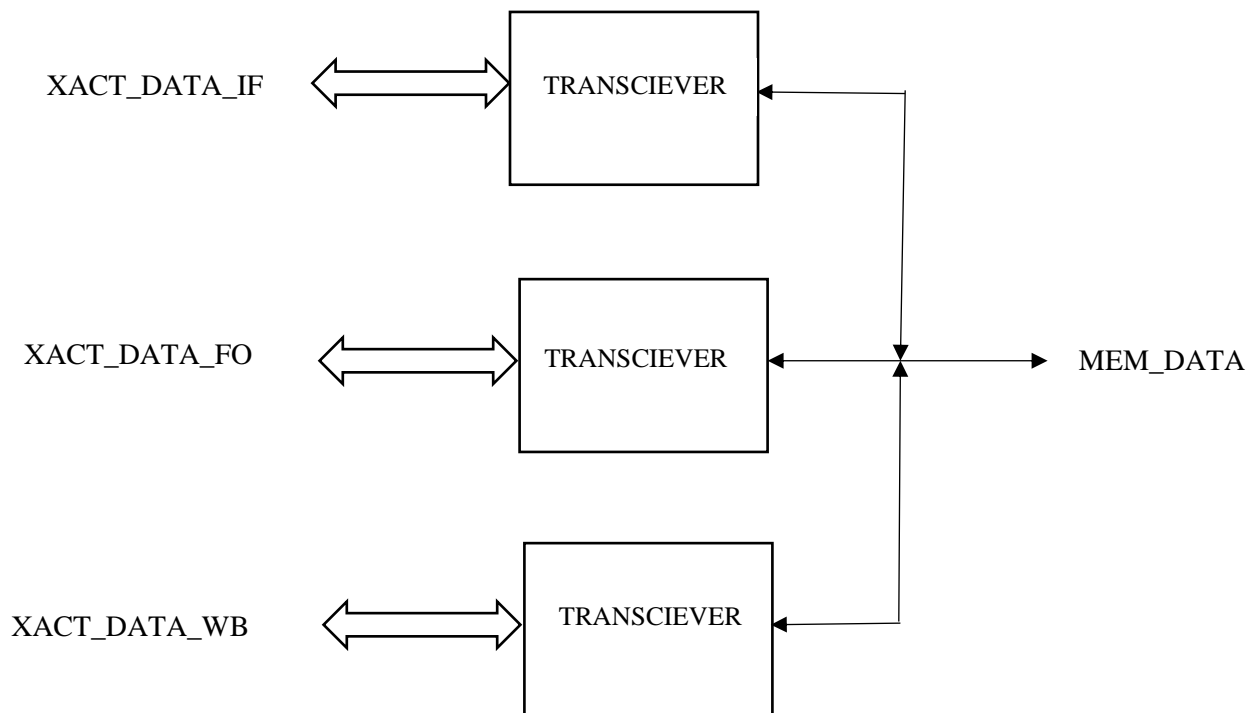 XACT_DATA_IF
TRANSCIEVER
XACT_DATA_FO
TRANSCIEVER
MEM_DATA
XACT_DATA_WB
TRANSCIEVER